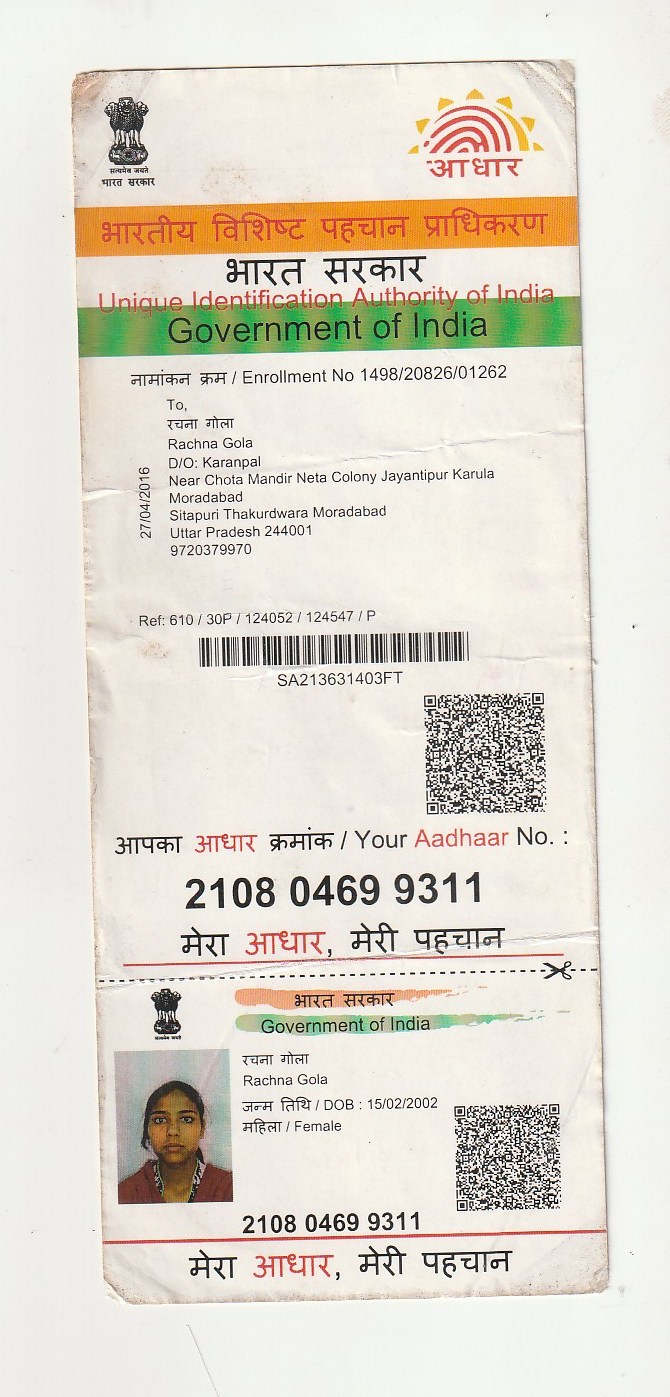 सत्यमेव जयते
भारत सरकार
आधार
भारतीय विशिष्ट पहचान प्राधिकरण
भारत सरकार
Unique Identification Authority of India
Government of India
नामांकन क्रम / Enrollment No 1498/20826/01262
To,
रचना गोला
Rachna Gola
D/O: Karanpal
Near Chota Mandir Neta Colony Jayantipur Karula
Moradabad
Sitapuri Thakurdwara Moradabad
Uttar Pradesh 244001
9720379970
27/04/2016
Ref: 610 / 30P / 124052 / 124547 / P
SA213631403FT
आपका आधार क्रमांक / Your Aadhaar No. :
2108 0469 9311
मेरा आधार, मेरी पहचान
सत्यमेव जयते
भारत सरकार
Government of India
रचना गोला
Rachna Gola
जन्म तिथि / DOB : 15/02/2002
महिला / Female
2108 0469 9311
मेरा आधार, मेरी पहचान